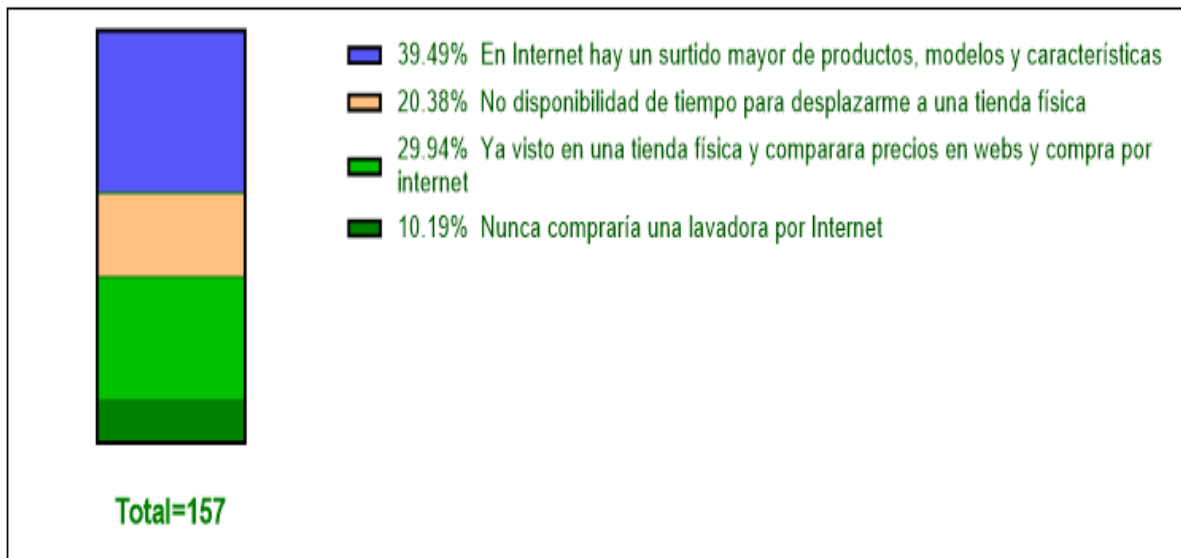 39.49% En Internet hay un surtido mayor de productos, modelos y características
20.38% No disponibilidad de tiempo para desplazarme a una tienda física
29.94% Ya visto en una tienda física y comparara precios en webs y compra por
internet
10.19% Nunca compraría una lavadora por Internet
Total=157